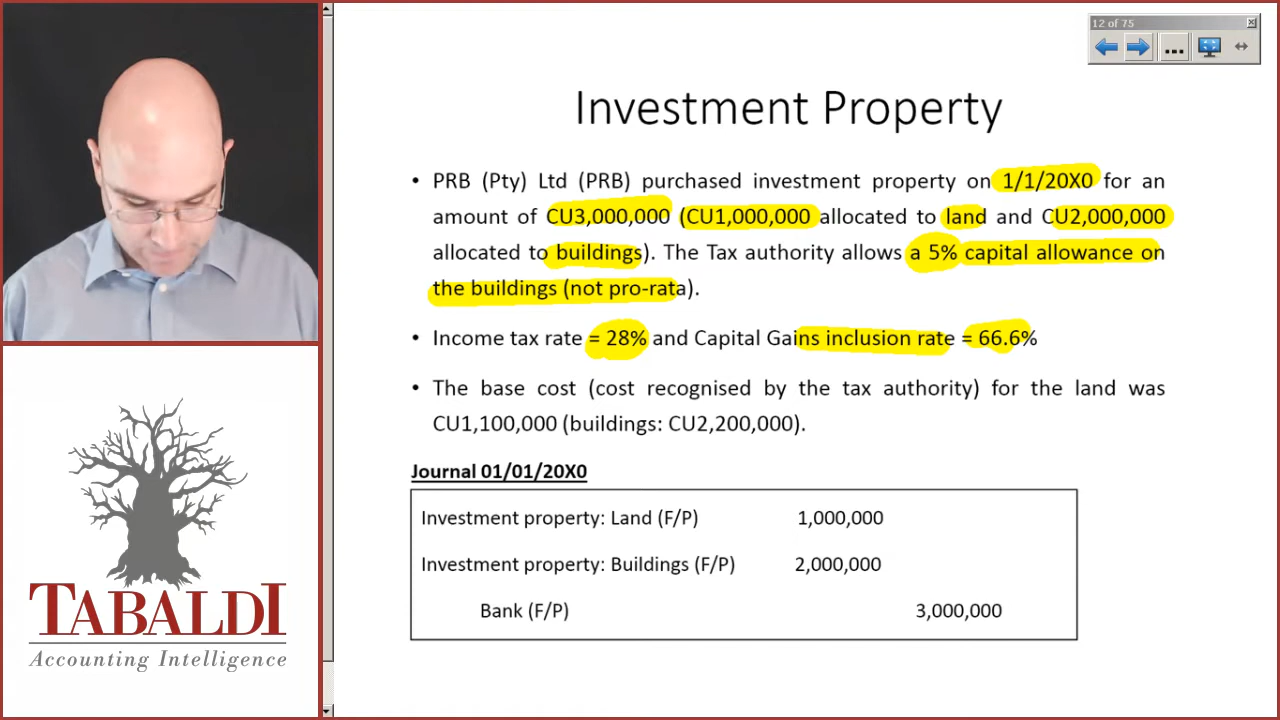 12 of 75
Investment Property
• PRB (Pty) Ltd (PRB) purchased investment property on 1/1/20X0 for an
amount of CU3,000,000 (CU1,000,000 allocated to land and CU2,000,000
allocated to buildings). The Tax authority allows a 5% capital allowance on
the buildings (not pro-rata).
• Income tax rate = 28% and Capital Gains inclusion rate = 66.6%
• The base cost (cost recognised by the tax authority) for the land was
CU1,100,000 (buildings: CU2,200,000).
Journal 01/01/20X0
Investment property: Land (F/P) 1,000,000
Investment property: Buildings (F/P) 2,000,000
Bank (F/P) 3,000,000
TABALDI
Accounting Intelligence